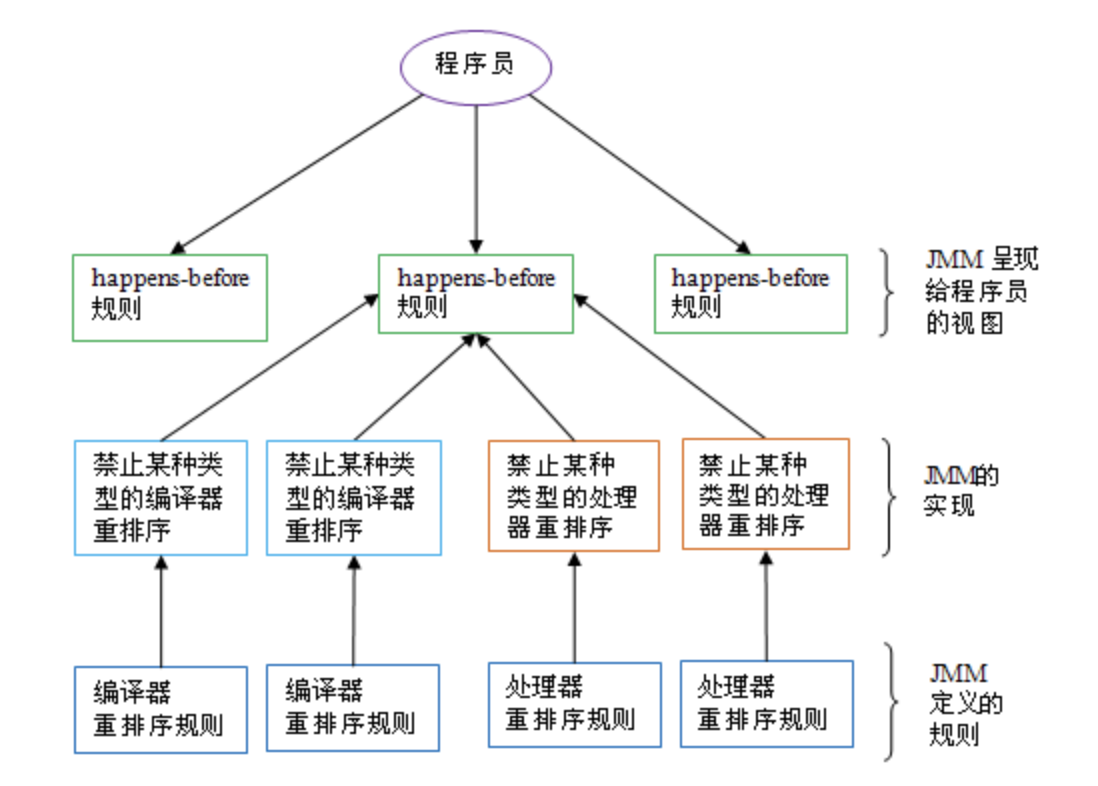 程序员
happens-before
规则
happens-before
规则
happens-before
规则
JMM 呈现
给程序员
的视图
禁止某种类
型的编译器
重排序
禁止某种类
型的编译器
重排序
禁止某种
类型的处理
器重排序
禁止某种
类型的处理
器重排序
JMM的
实现
编译器
重排序规则
编译器
重排序规则
处理器
重排序规则
处理器
重排序规则
JMM
定义的
规则